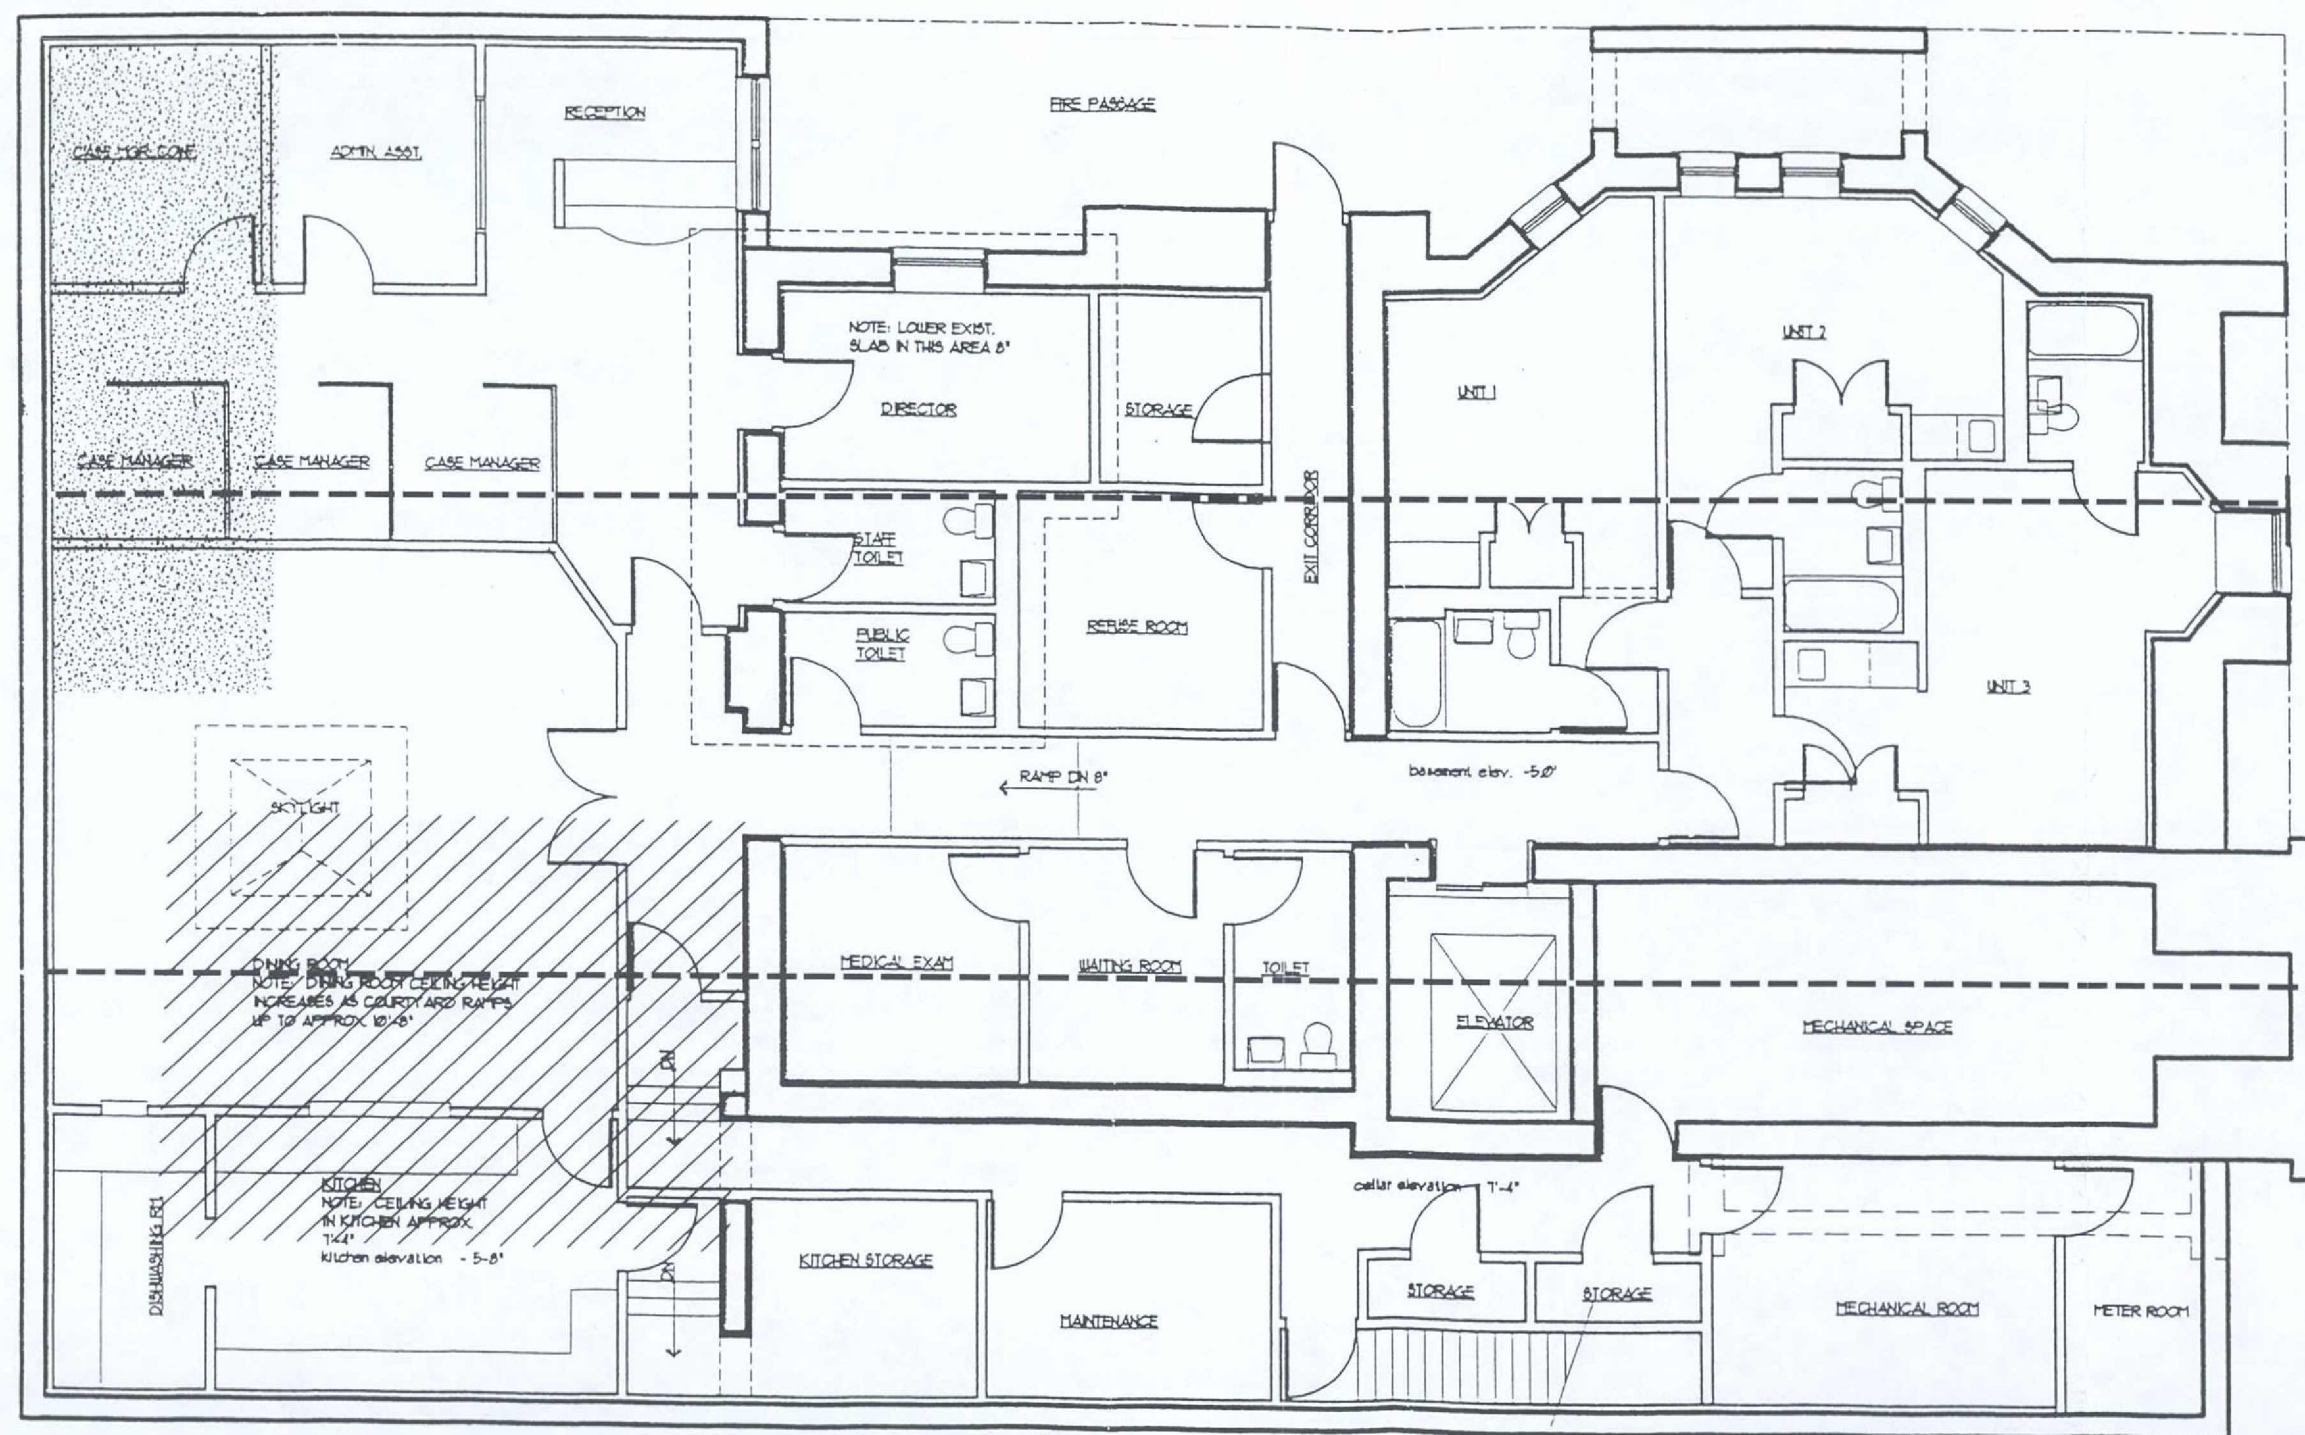 RECEPTION
FIRE PASSAGE
CASE MGR. CONF.
ADMIN. ASST.
NOTE: LOWER EXIST.
SLAB IN THIS AREA 8"
UNIT 2
UNIT 1
DIRECTOR
STORAGE
CASE MANAGER
CASE MANAGER
CASE MANAGER
EXIT CORRIDOR
STAFF
TOILET
PUBLIC
TOILET
REFUSE ROOM
UNIT 3
RAMP DN 8"
basement elev. -5.0'
SKYLIGHT
DINING ROOM
NOTE: DINING ROOM CEILING HEIGHT
INCREASES AS COURTYARD RAMPS
UP TO APPROX. 10'-8"
MEDICAL EXAM
WAITING ROOM
TOILET
ELEVATOR
MECHANICAL SPACE
DN
KITCHEN
NOTE: CEILING HEIGHT
IN KITCHEN APPROX.
7'-4"
kitchen elevation - 5'-8"
DISHWASHING RM
DN
KITCHEN STORAGE
MAINTENANCE
cellar elevation - 7'-4"
STORAGE
STORAGE
MECHANICAL ROOM
METER ROOM